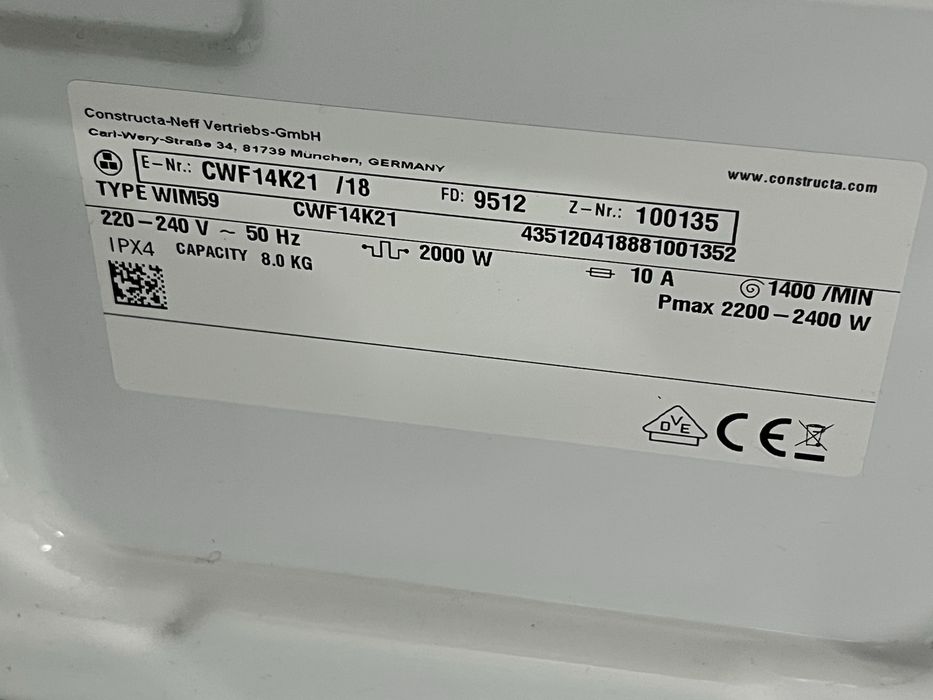 Constructa-Neff Vertriebs-GmbH
Carl-Wery-Straße 34, 81739 München, GERMANY
www.constructa.com
E-Nr.: CWF14K21 /18 FD: 9512 Z-Nr.: 100135
TYPE WIM59 CWF14K21 435120418881001352
220-240 V ~ 50 Hz 2000 W 10 A 1400 /MIN
IPX4 CAPACITY 8.0 KG Pmax 2200-2400 W
DVE CE